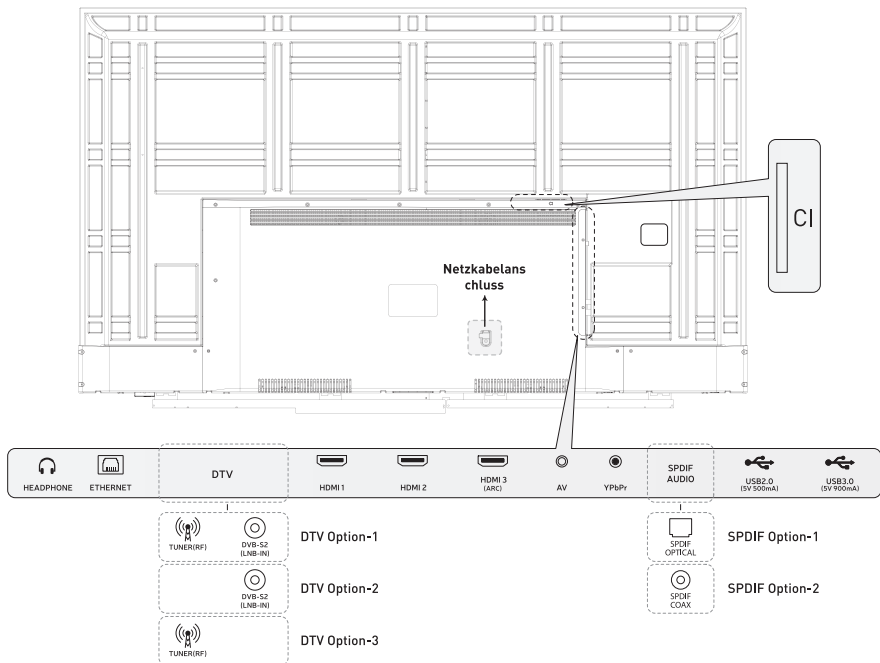 CI
Netzkabelans
chluss
HEADPHONE
ETHERNET
DTV
HDMI 1
HDMI 2
HDMI 3
(ARC)
AV
YPbPr
SPDIF
AUDIO
USB2.0
(5V 500mA)
USB3.0
(5V 900mA)
TUNER(RF)
DVB-S2
(LNB-IN)
DTV Option-1
SPDIF
OPTICAL
SPDIF Option-1
DVB-S2
(LNB-IN)
DTV Option-2
SPDIF
COAX
SPDIF Option-2
TUNER(RF)
DTV Option-3